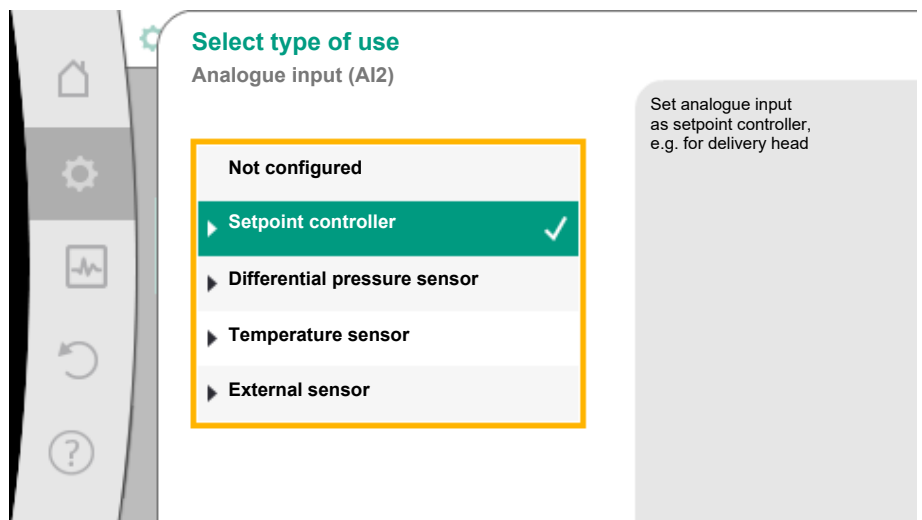 Select type of use
Analogue input (AI2)
Not configured
Setpoint controller
Differential pressure sensor
Temperature sensor
External sensor
Set analogue input
as setpoint controller,
e.g. for delivery head
?